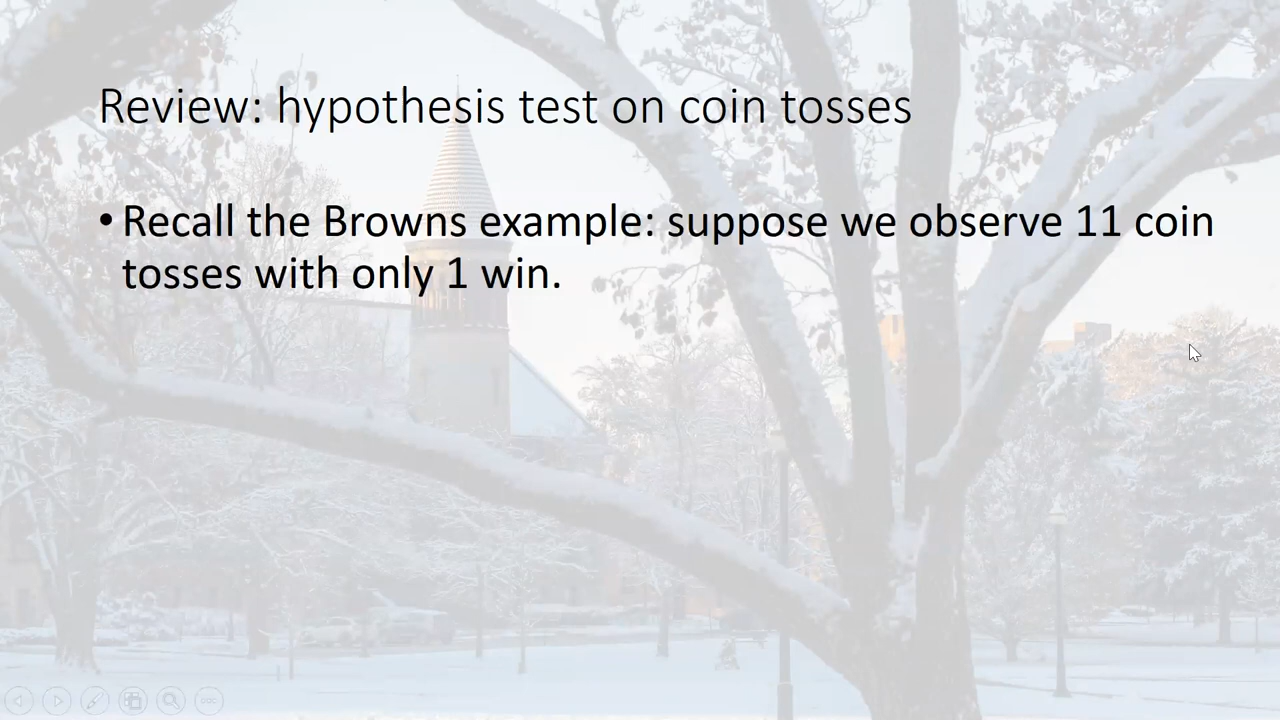 Review: hypothesis test on coin tosses
• Recall the Browns example: suppose we observe 11 coin
tosses with only 1 win.